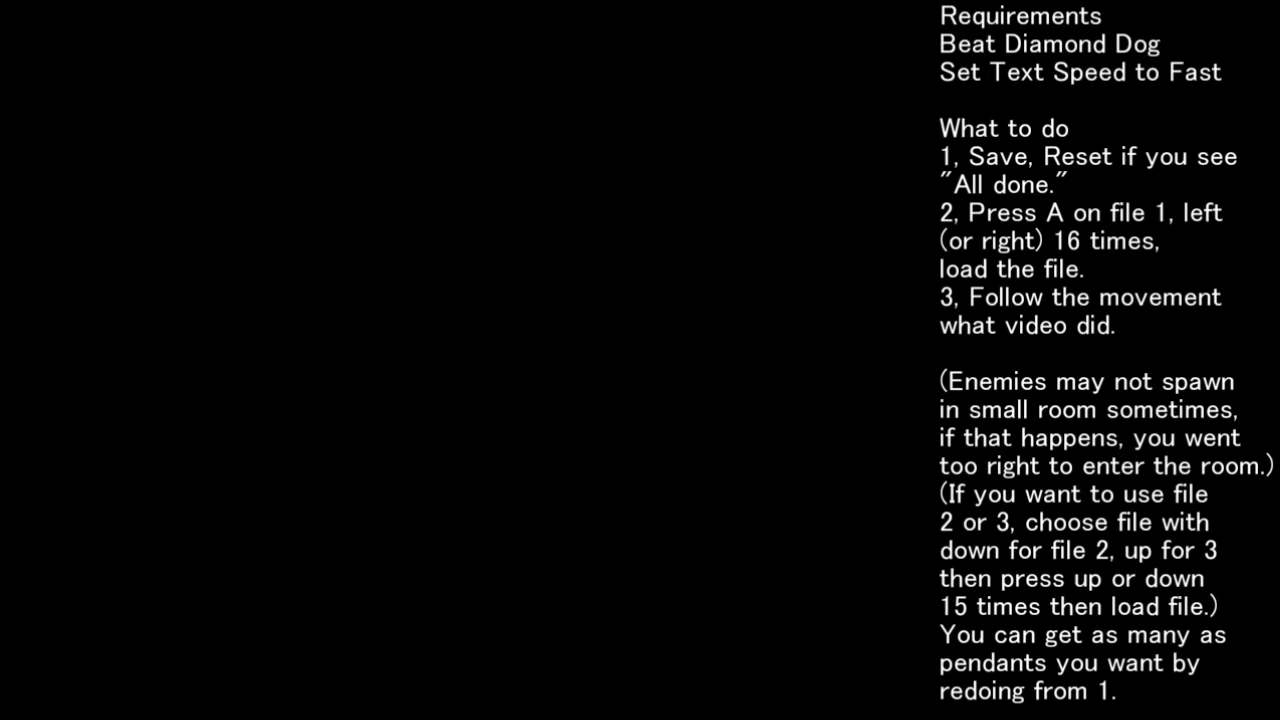 Requirements
Beat Diamond Dog
Set Text Speed to Fast
What to do
1, Save, Reset if you see
"All done."
2, Press A on file 1, left
(or right) 16 times,
load the file.
3, Follow the movement
what video did.
(Enemies may not spawn
in small room sometimes,
if that happens, you went
too right to enter the room.)
(If you want to use file
2 or 3, choose file with
down for file 2, up for 3
then press up or down
15 times then load file.)
You can get as many as
pendants you want by
redoing from 1.